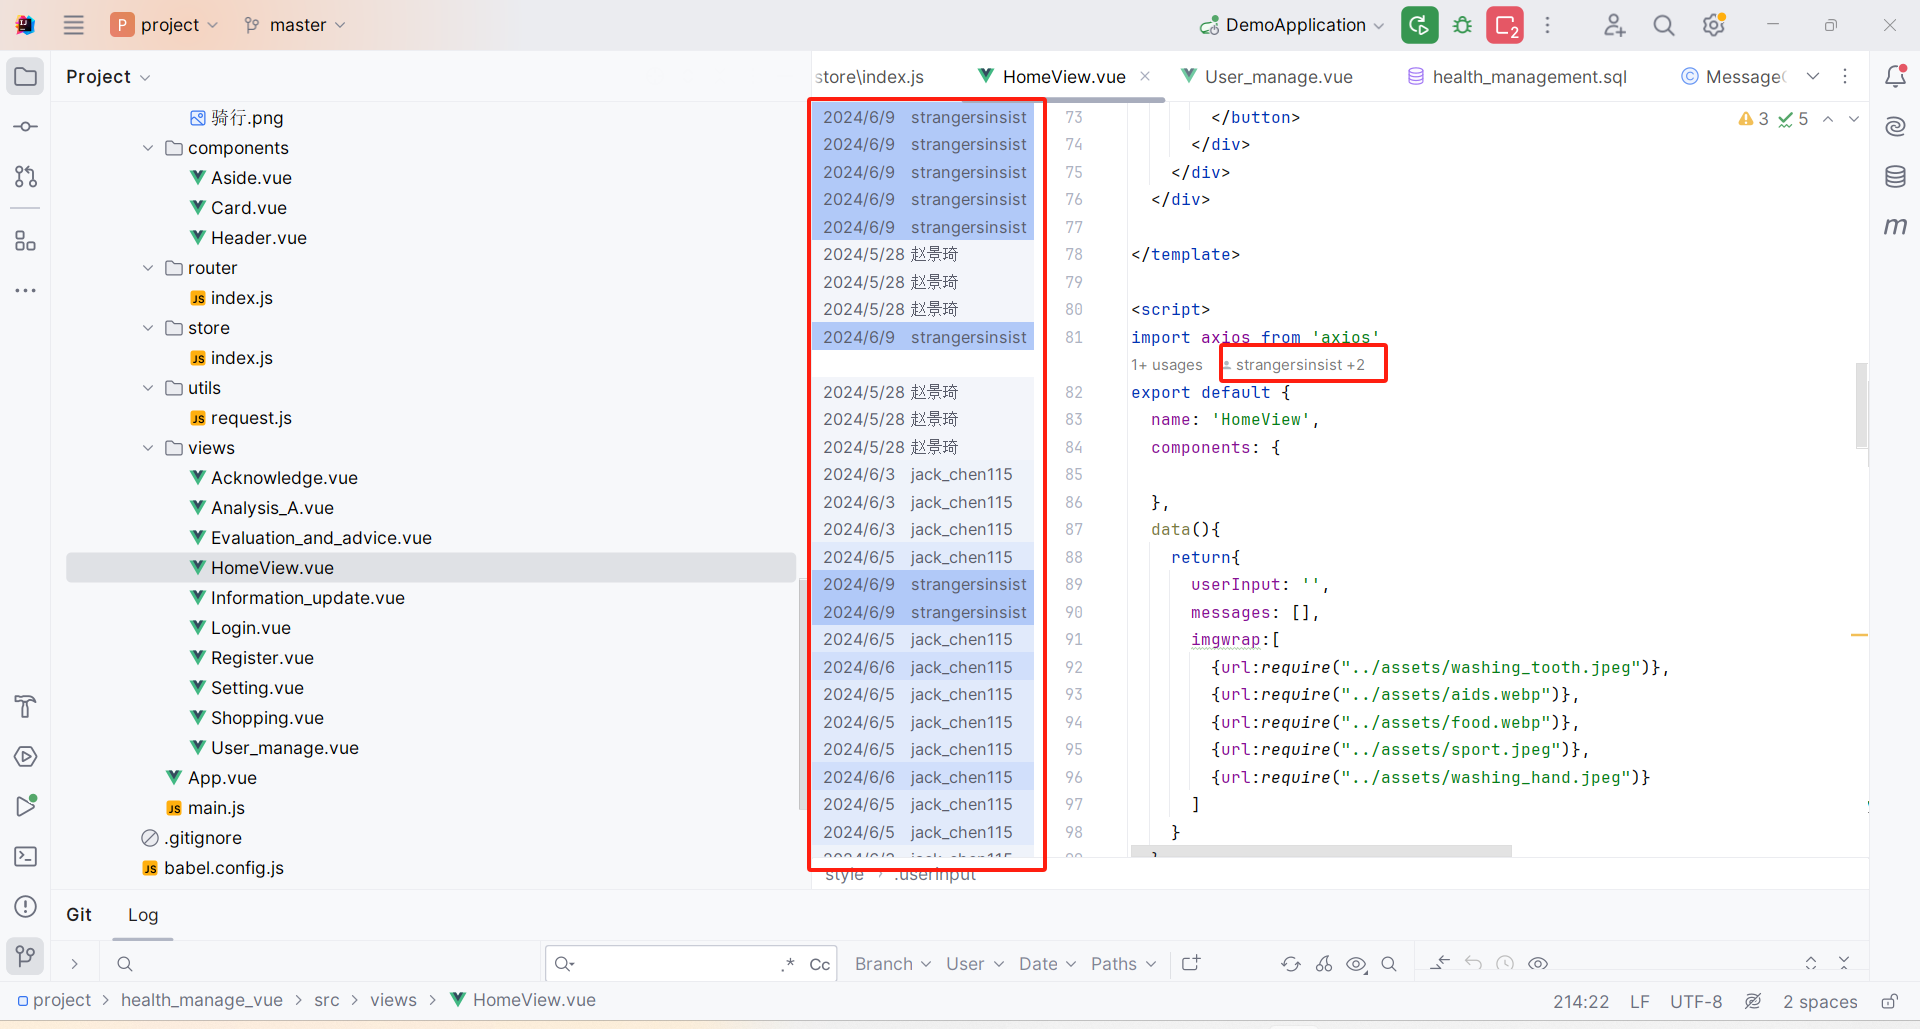 P project master DemoApplication 2
Project
骑行.png
components
Aside.vue
Card.vue
Header.vue
router
JS index.js
store
JS index.js
utils
JS request.js
views
Acknowledge.vue
Analysis_A.vue
Evaluation_and_advice.vue
HomeView.vue
Information_update.vue
Login.vue
Register.vue
Setting.vue
Shopping.vue
User_manage.vue
App.vue
JS main.js
.gitignore
JS babel.config.js
store\index.js HomeView.vue User_manage.vue health_management.sql Message
3 5
2024/6/9 strangersinsist 73 </button>
2024/6/9 strangersinsist 74 </div>
2024/6/9 strangersinsist 75 </div>
2024/6/9 strangersinsist 76 </div>
2024/6/9 strangersinsist 77
2024/5/28 赵景琦 78 </template>
2024/5/28 赵景琦 79
2024/5/28 赵景琦 80 <script>
2024/6/9 strangersinsist 81 import axios from 'axios'
1+ usages strangersinsist +2
2024/5/28 赵景琦 82 export default {
2024/5/28 赵景琦 83 name: 'HomeView',
2024/5/28 赵景琦 84 components: {
2024/6/3 jack_chen115 85
2024/6/3 jack_chen115 86 },
2024/6/3 jack_chen115 87 data(){
2024/6/5 jack_chen115 88 return{
2024/6/9 strangersinsist 89 userInput: '',
2024/6/9 strangersinsist 90 messages: [],
2024/6/5 jack_chen115 91 imgwrap:[
2024/6/6 jack_chen115 92 {url:require("../assets/washing_tooth.jpeg")},
2024/6/5 jack_chen115 93 {url:require("../assets/aids.webp")},
2024/6/5 jack_chen115 94 {url:require("../assets/food.webp")},
2024/6/5 jack_chen115 95 {url:require("../assets/sport.jpeg")},
2024/6/6 jack_chen115 96 {url:require("../assets/washing_hand.jpeg")}
2024/6/5 jack_chen115 97 ]
2024/6/5 jack_chen115 98 }
style .userinput
m
Git Log
.* Cc Branch User Date Paths
project > health_manage_vue > src > views > HomeView.vue 214:22 LF UTF-8 2 spaces